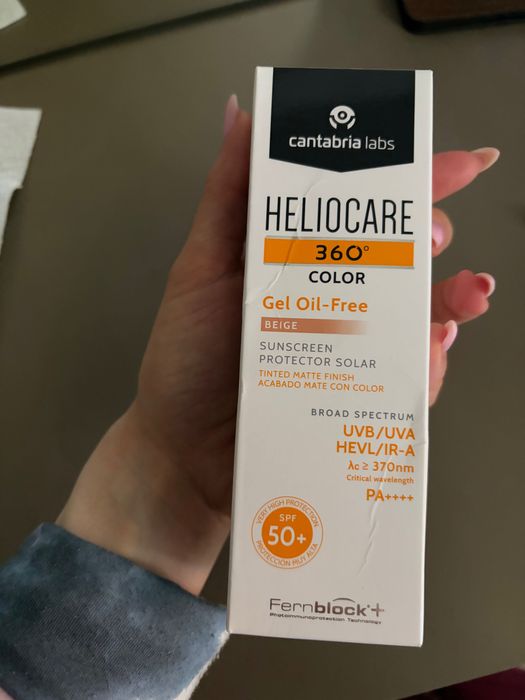 cantabria labs
HELIOCARE
360°
COLOR
Gel Oil-Free
BEIGE
SUNSCREEN
PROTECTOR SOLAR
TINTED MATTE FINISH
ACABADO MATE CON COLOR
BROAD SPECTRUM
UVB/UVA
HEVL/IR-A
λc ≥ 370nm
Critical wavelength
PA++++
VERY HIGH PROTECTION
SPF
50+
PROTECCIÓN MUY ALTA
Fernblock+
Photoimmunoprotection Technology